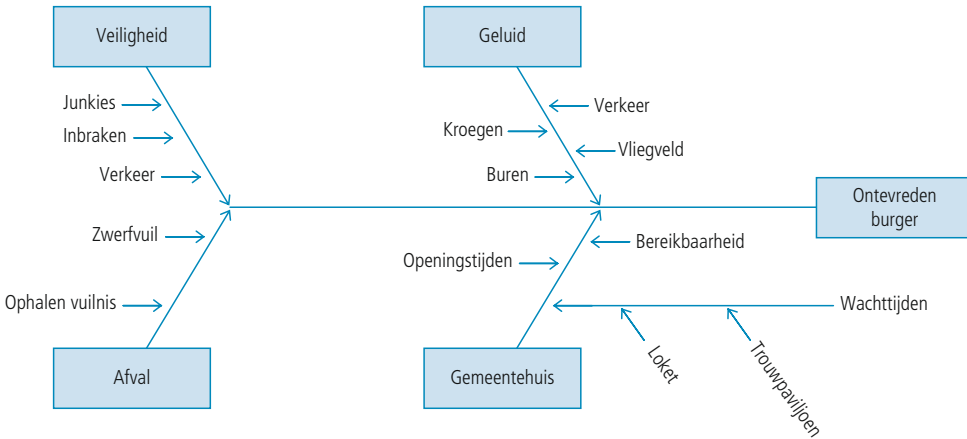 Veiligheid
Geluid
Junkies
Verkeer
Inbraken
Kroegen
Vliegveld
Verkeer
Buren
Ontevreden
burger
Zwerfvuil
Bereikbaarheid
Openingstijden
Ophalen vuilnis
Wachttijden
Loket
Trouwpaviljoen
Afval
Gemeentehuis